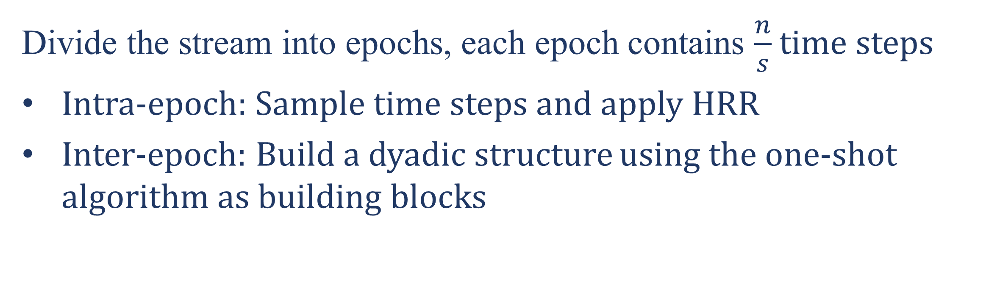 Divide the stream into epochs, each epoch contains n/s time steps
• Intra-epoch: Sample time steps and apply HRR
• Inter-epoch: Build a dyadic structure using the one-shot
algorithm as building blocks